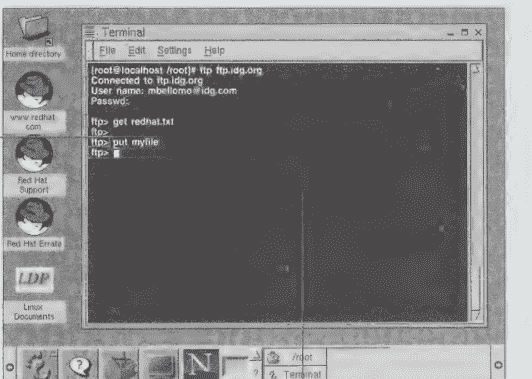 Terminal
File Edit Settings Help
Home directory
[root@localhost /root]# ftp ftp.idg.org
Connected to ftp.idg.org
User name: mbellomo@idg.com
Passwd:
ftp> get redhat.txt
ftp>
ftp> put myfile
ftp>
www.redhat.
com
Red Hat
Support
Red Hat Errata
LDP
Linux
Documents
N
?
/root
? Terminal